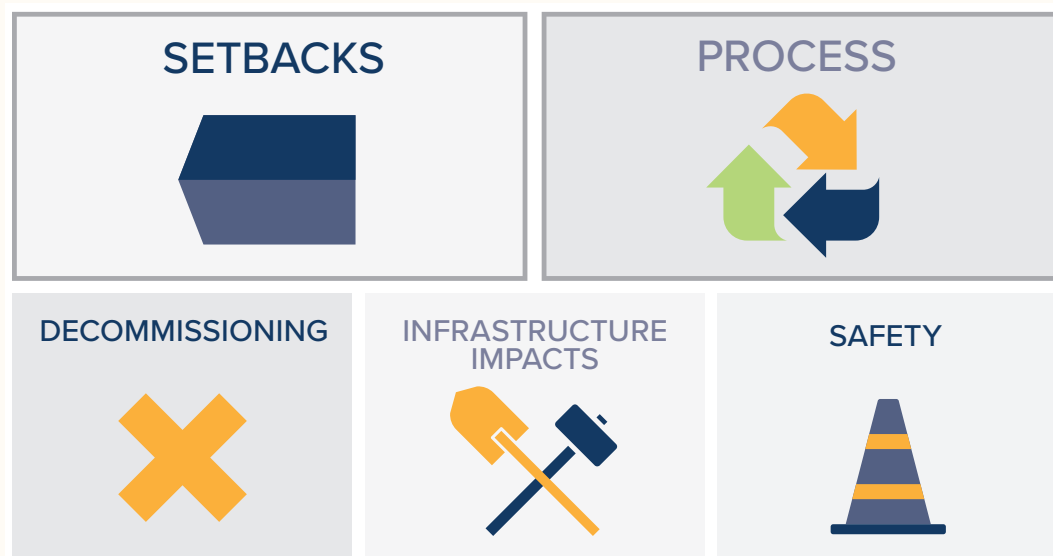 SETBACKS
PROCESS
DECOMMISSIONING
INFRASTRUCTURE
IMPACTS
SAFETY